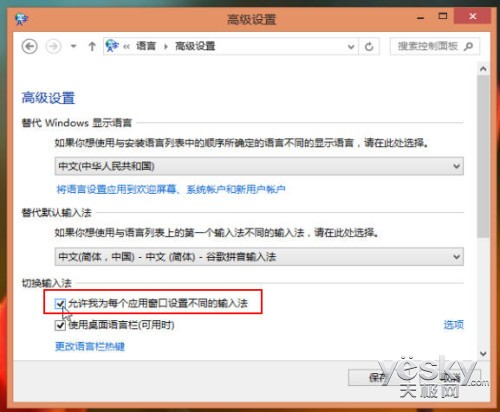 高级设置
« 语言 ▸ 高级设置
搜索控制面板
高级设置
替代 Windows 显示语言
如果你想使用与安装语言列表中的顺序所确定的语言不同的显示语言，请在此处选择。
中文(中华人民共和国)
将语言设置应用到欢迎屏幕、系统帐户和新用户帐户
替代默认输入法
如果你想使用与语言列表上的第一个输入法不同的输入法，请在此处选择。
中文(简体，中国) - 中文 (简体) - 谷歌拼音输入法
切换输入法
允许我为每个应用窗口设置不同的输入法
使用桌面语言栏(可用时)
选项
更改语言栏热键
保存
取消
yësky
天极网